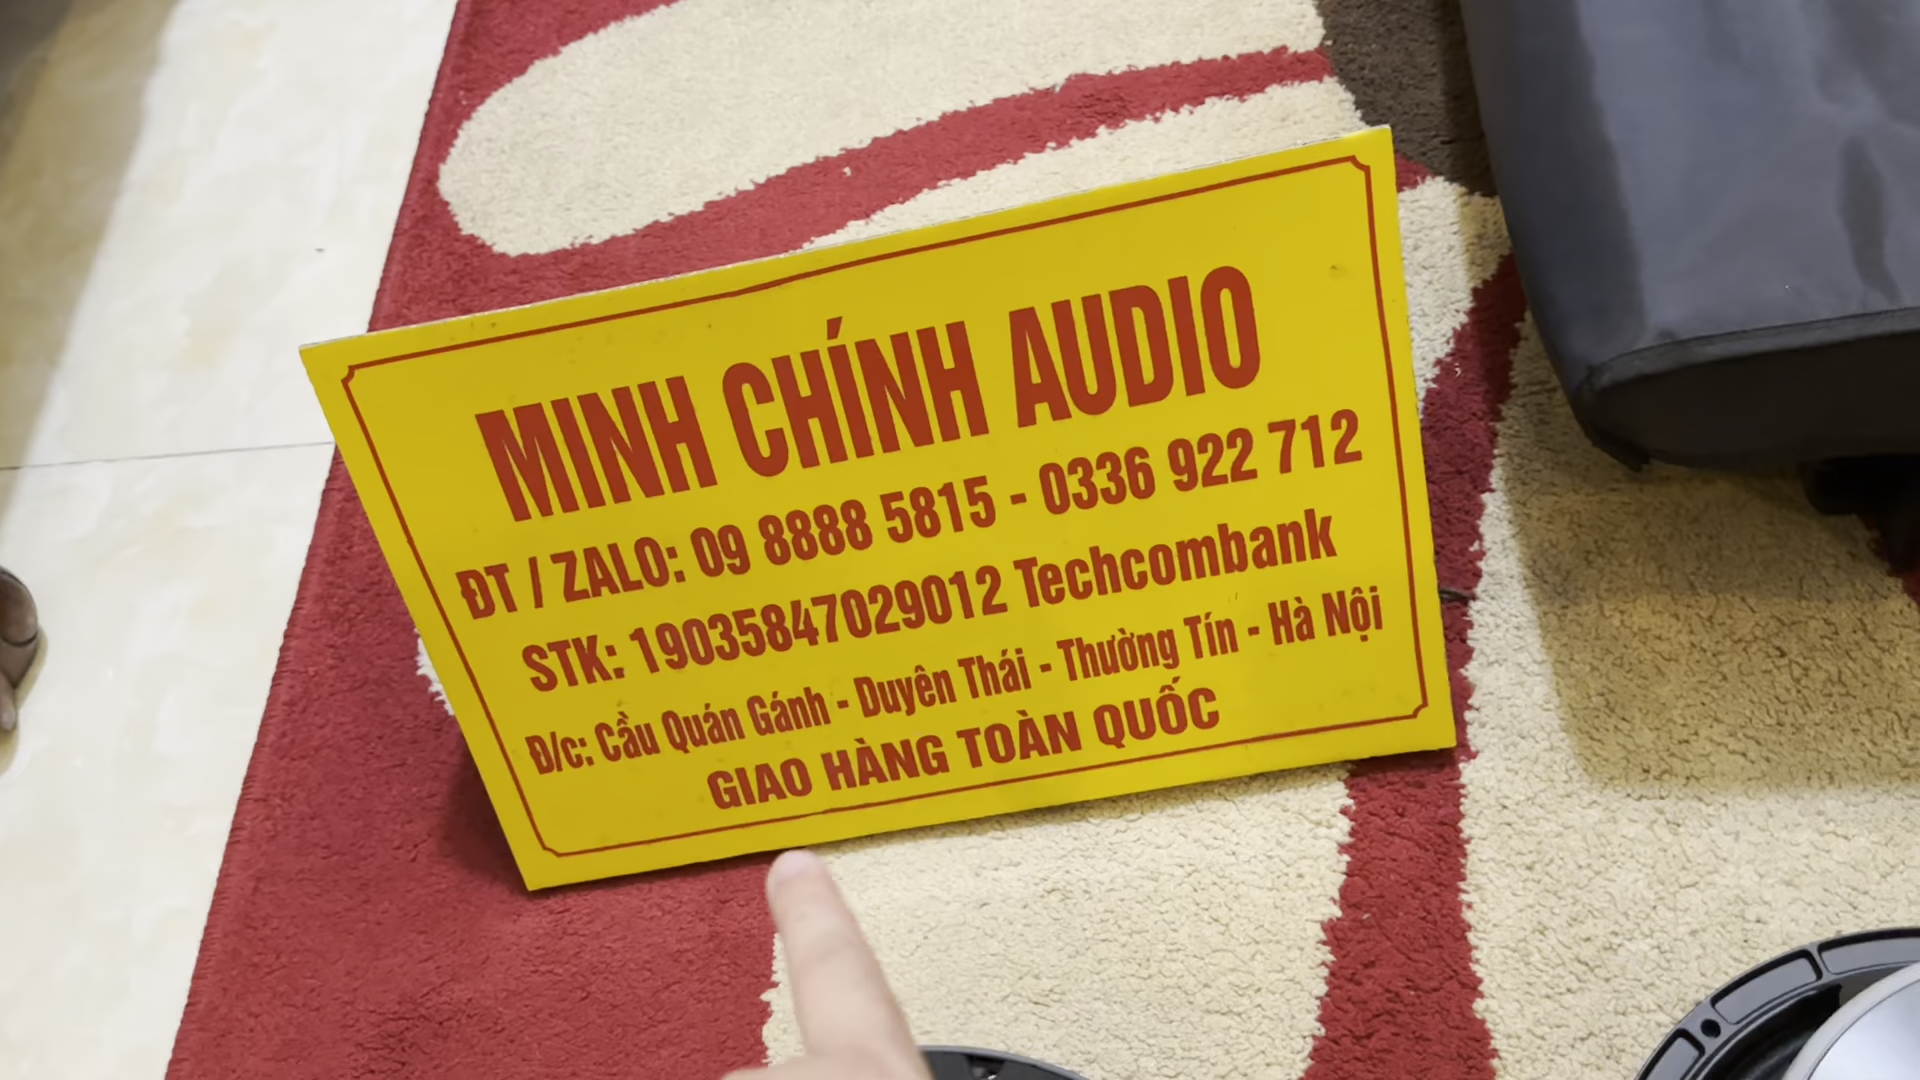 MINH CHÍNH AUDIO
ĐT / ZALO: 09 8888 5815 - 0336 922 712
STK: 19035847029012 Techcombank
Đ/c: Cầu Quán Gánh - Duyên Thái - Thường Tín - Hà Nội
GIAO HÀNG TOÀN QUỐC